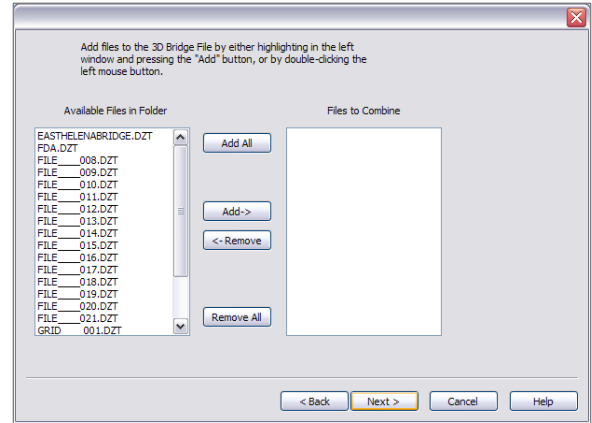 Add files to the 3D Bridge File by either highlighting in the left
window and pressing the "Add" button, or by double-clicking the
left mouse button.
Available Files in Folder
Files to Combine
EASTHELENABRIDGE.DZT
FDA.DZT
FILE____008.DZT
FILE____009.DZT
FILE____010.DZT
FILE____011.DZT
FILE____012.DZT
FILE____013.DZT
FILE____014.DZT
FILE____015.DZT
FILE____016.DZT
FILE____017.DZT
FILE____018.DZT
FILE____019.DZT
FILE____020.DZT
FILE____021.DZT
GRID____001.DZT
Add All
Add->
<- Remove
Remove All
< Back
Next >
Cancel
Help